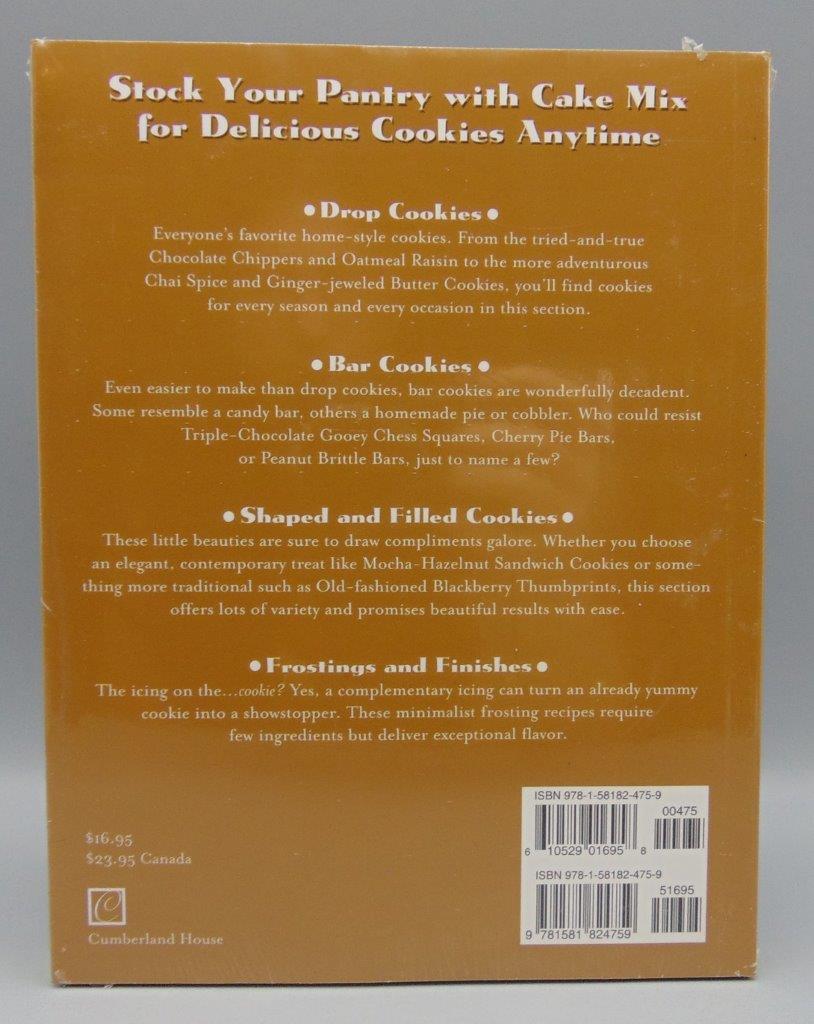 Stock Your Pantry with Cake Mix
for Delicious Cookies Anytime
•Drop Cookies•
Everyone's favorite home-style cookies. From the tried-and-true
Chocolate Chippers and Oatmeal Raisin to the more adventurous
Chai Spice and Ginger-jeweled Butter Cookies, you'll find cookies
for every season and every occasion in this section.
•Bar Cookies•
Even easier to make than drop cookies, bar cookies are wonderfully decadent.
Some resemble a candy bar, others a homemade pie or cobbler. Who could resist
Triple-Chocolate Gooey Chess Squares, Cherry Pie Bars,
or Peanut Brittle Bars, just to name a few?
•Shaped and Filled Cookies•
These little beauties are sure to draw compliments galore. Whether you choose
an elegant, contemporary treat like Mocha-Hazelnut Sandwich Cookies or some-
thing more traditional such as Old-fashioned Blackberry Thumbprints, this section
offers lots of variety and promises beautiful results with ease.
•Frostings and Finishes•
The icing on the...cookie? Yes, a complementary icing can turn an already yummy
cookie into a showstopper. These minimalist frosting recipes require
few ingredients but deliver exceptional flavor.
$16.95
$23.95 Canada
C
Cumberland House
ISBN 978-1-58182-475-9
00475
6 10529 01695 8
ISBN 978-1-58182-475-9
51695
9 781581 824759